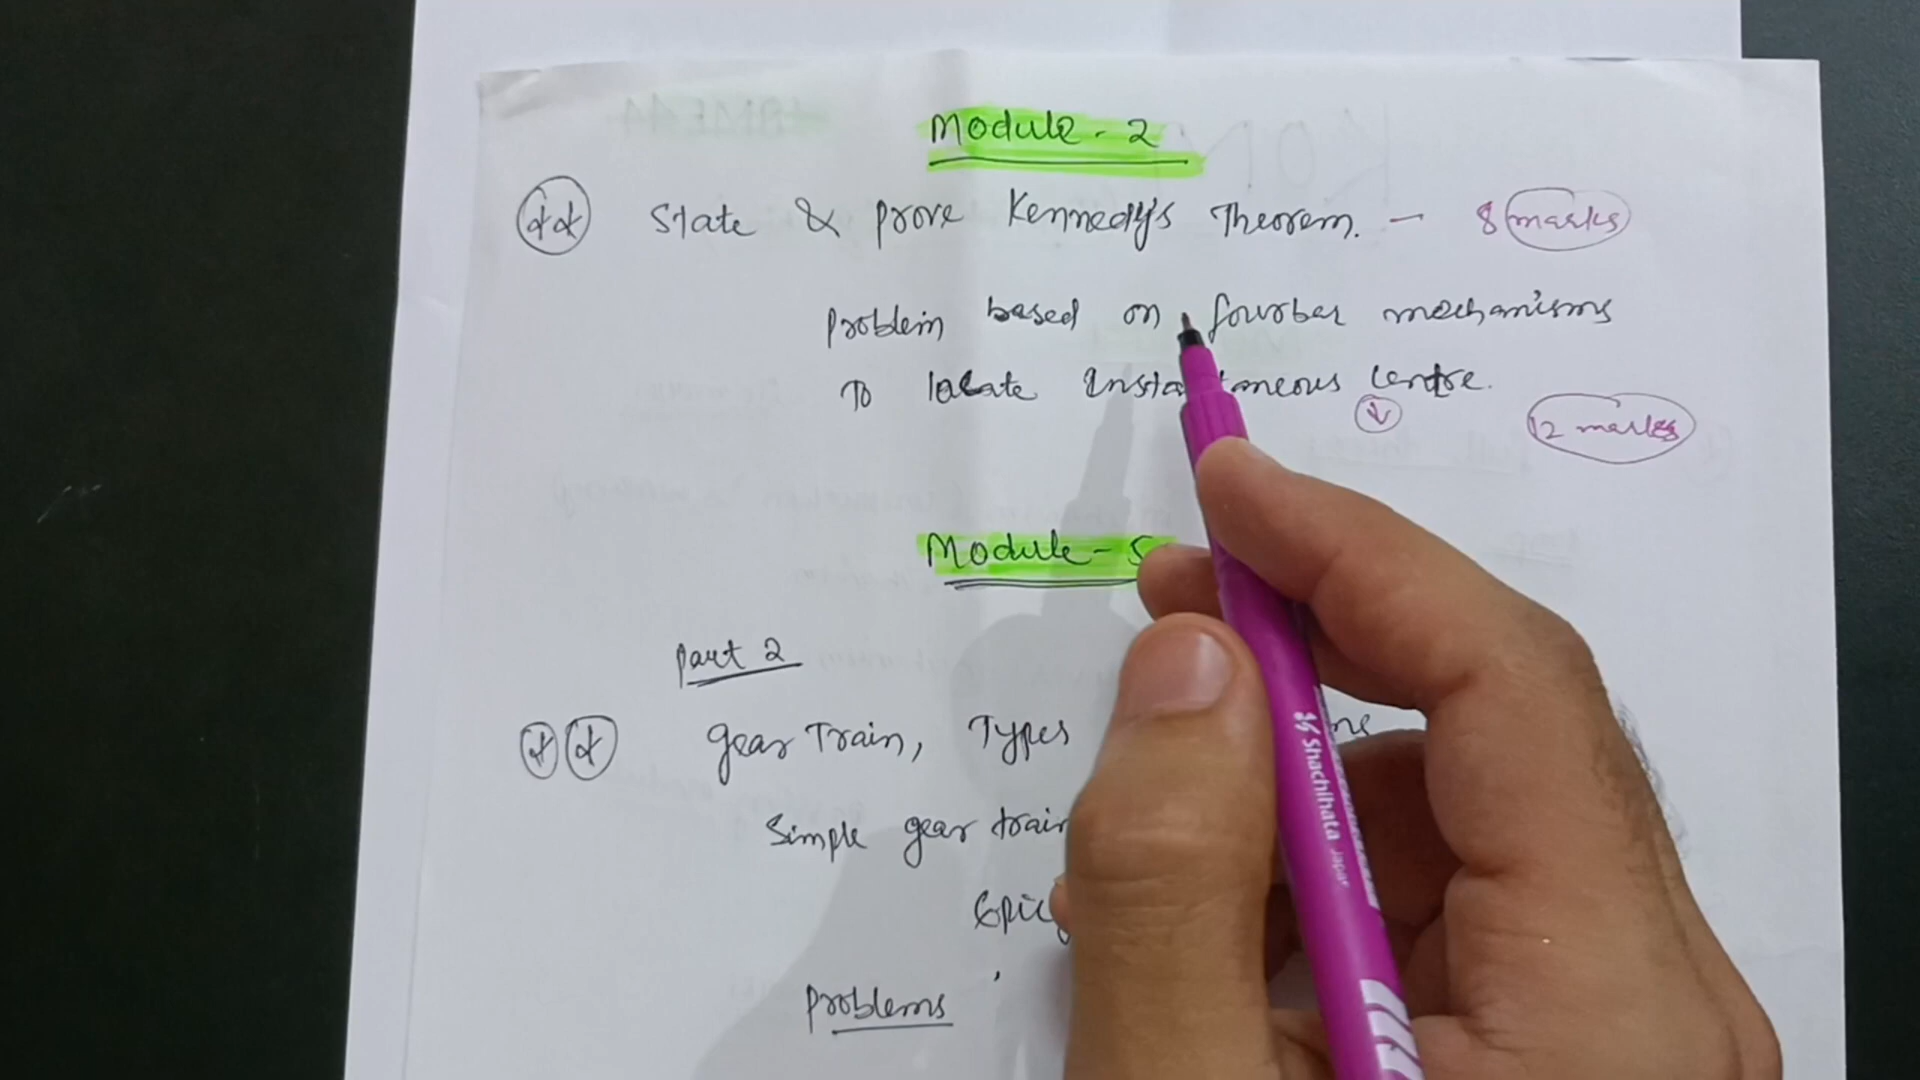 Module - 2
State & prove Kennedy's Theorem. - 8 marks
problem based on fourbar mechanisms
To locate Instantaneous centre.
12 marks
Module - 5
part 2
gear Train, Types
Simple gear train
problems
Shachihata Japan